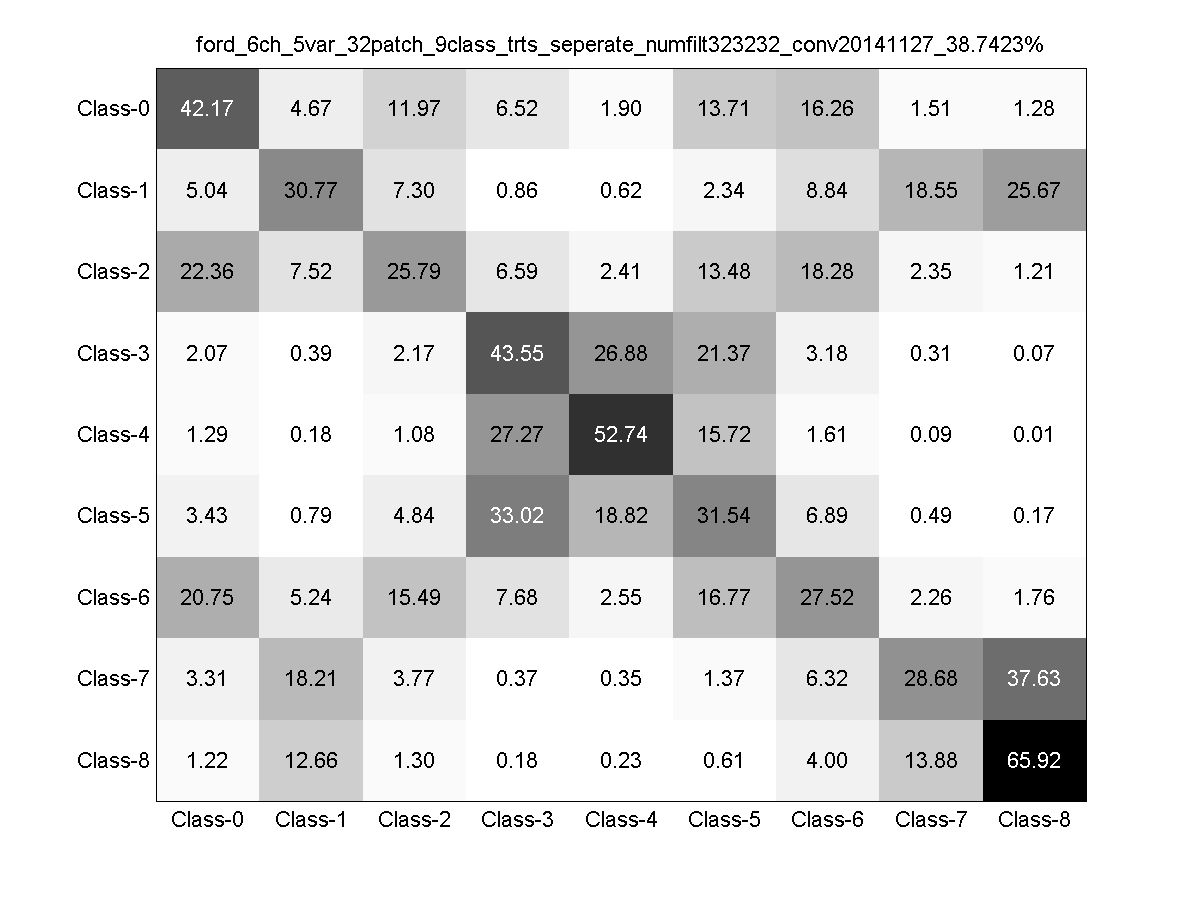 ford_6ch_5var_32patch_9class_trts_seperate_numfilt323232_conv20141127_38.7423%
Class-0 42.17 4.67 11.97 6.52 1.90 13.71 16.26 1.51 1.28
Class-1 5.04 30.77 7.30 0.86 0.62 2.34 8.84 18.55 25.67
Class-2 22.36 7.52 25.79 6.59 2.41 13.48 18.28 2.35 1.21
Class-3 2.07 0.39 2.17 43.55 26.88 21.37 3.18 0.31 0.07
Class-4 1.29 0.18 1.08 27.27 52.74 15.72 1.61 0.09 0.01
Class-5 3.43 0.79 4.84 33.02 18.82 31.54 6.89 0.49 0.17
Class-6 20.75 5.24 15.49 7.68 2.55 16.77 27.52 2.26 1.76
Class-7 3.31 18.21 3.77 0.37 0.35 1.37 6.32 28.68 37.63
Class-8 1.22 12.66 1.30 0.18 0.23 0.61 4.00 13.88 65.92
Class-0 Class-1 Class-2 Class-3 Class-4 Class-5 Class-6 Class-7 Class-8